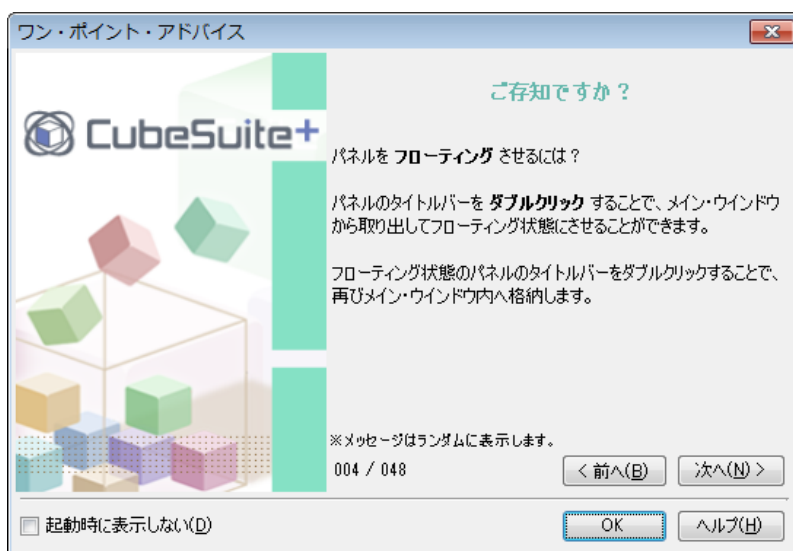 ワン・ポイント・アドバイス
CubeSuite+
ご存知ですか？
パネルを フローティング させるには？
パネルのタイトルバーを ダブルクリック することで、メイン・ウインドウ
から取り出してフローティング状態にさせることができます。
フローティング状態のパネルのタイトルバーをダブルクリックすることで、
再びメイン・ウインドウ内へ格納します。
※メッセージはランダムに表示します。
004 / 048
< 前へ(B)
次へ(N) >
起動時に表示しない(D)
OK
ヘルプ(H)